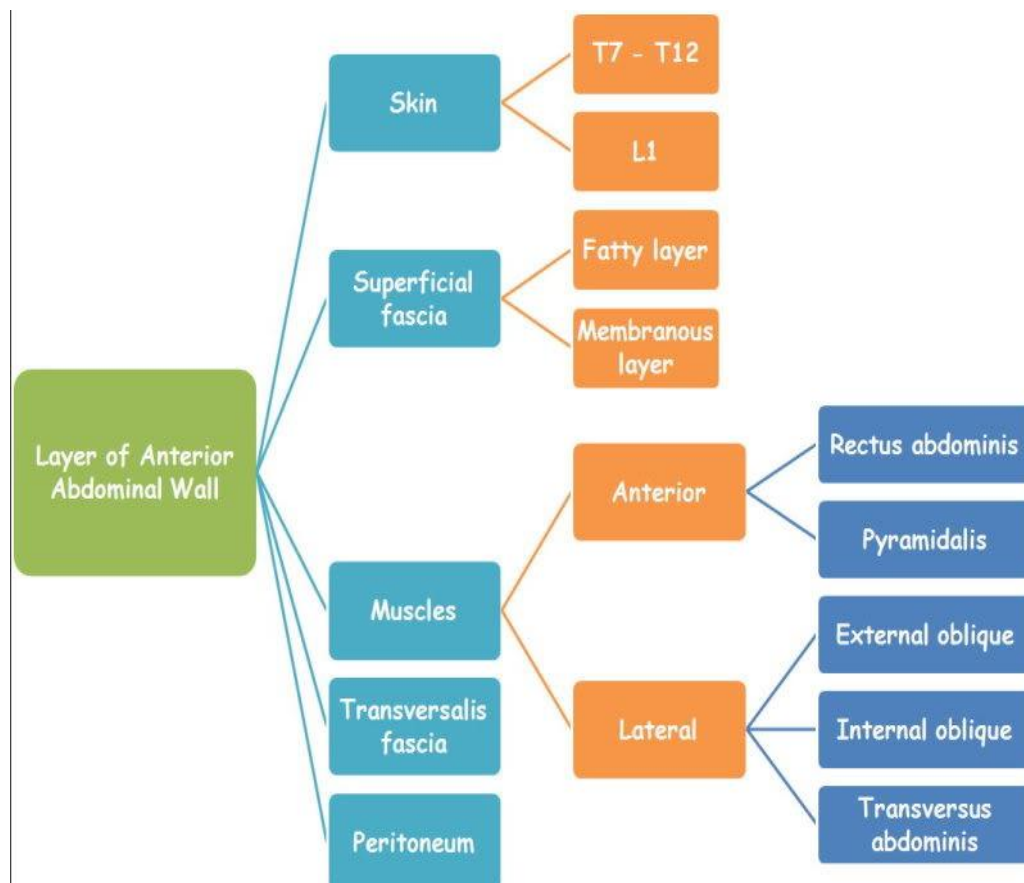 Layer of Anterior
Abdominal Wall
Skin
T7 - T12
L1
Superficial
fascia
Fatty layer
Membranous
layer
Muscles
Anterior
Rectus abdominis
Pyramidalis
Lateral
External oblique
Internal oblique
Transversus
abdominis
Transversalis
fascia
Peritoneum